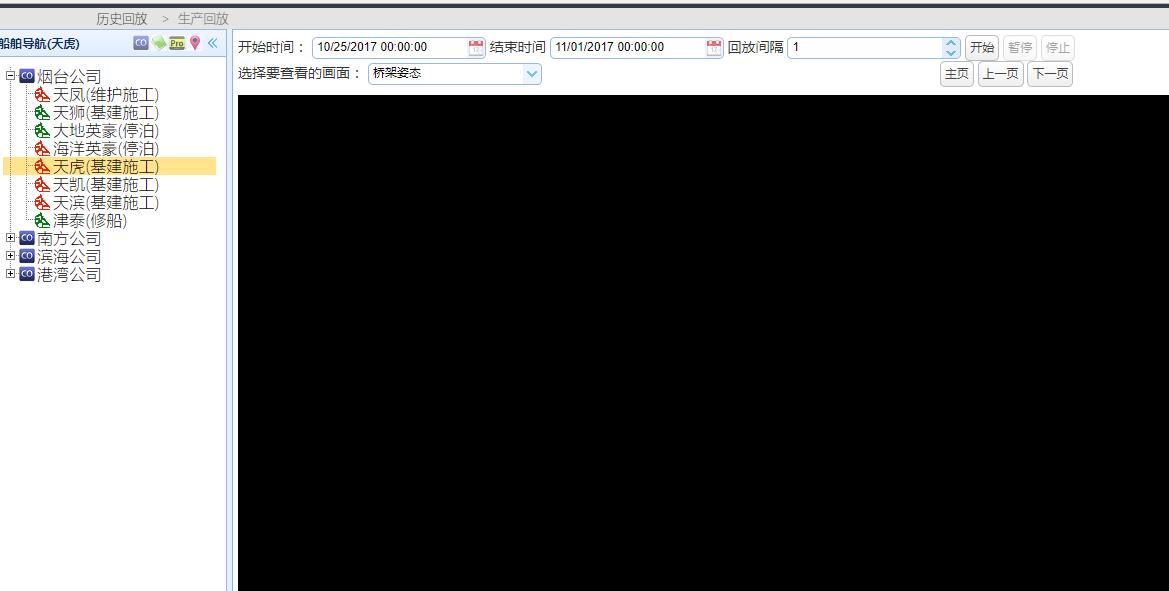 历史回放 > 生产回放
船舶导航(天虎) CO Pro
开始时间： 10/25/2017 00:00:00 结束时间 11/01/2017 00:00:00 回放间隔 1 开始 暂停 停止
选择要查看的画面： 桥架姿态 主页 上一页 下一页
CO 烟台公司
天凤(维护施工)
天狮(基建施工)
大地英豪(停泊)
海洋英豪(停泊)
天虎(基建施工)
天凯(基建施工)
天滨(基建施工)
津泰(修船)
CO 南方公司
CO 滨海公司
CO 港湾公司